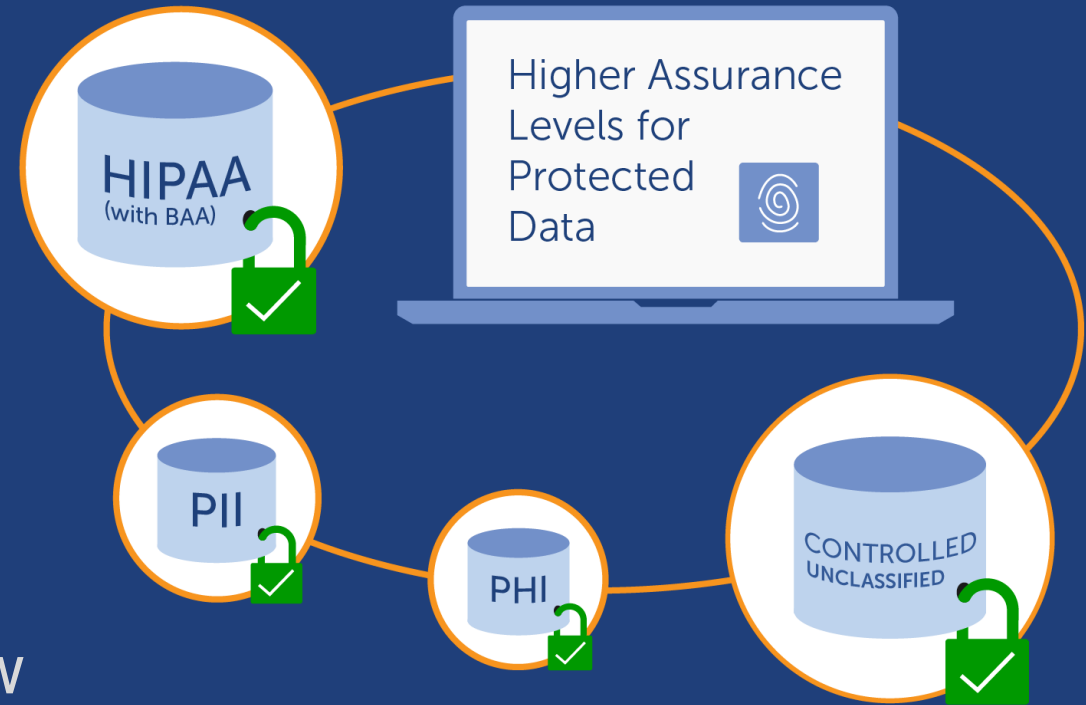 HIPAA
(with BAA)
Higher Assurance
Levels for
Protected
Data
PII
PHI
CONTROLLED
UNCLASSIFIED
W